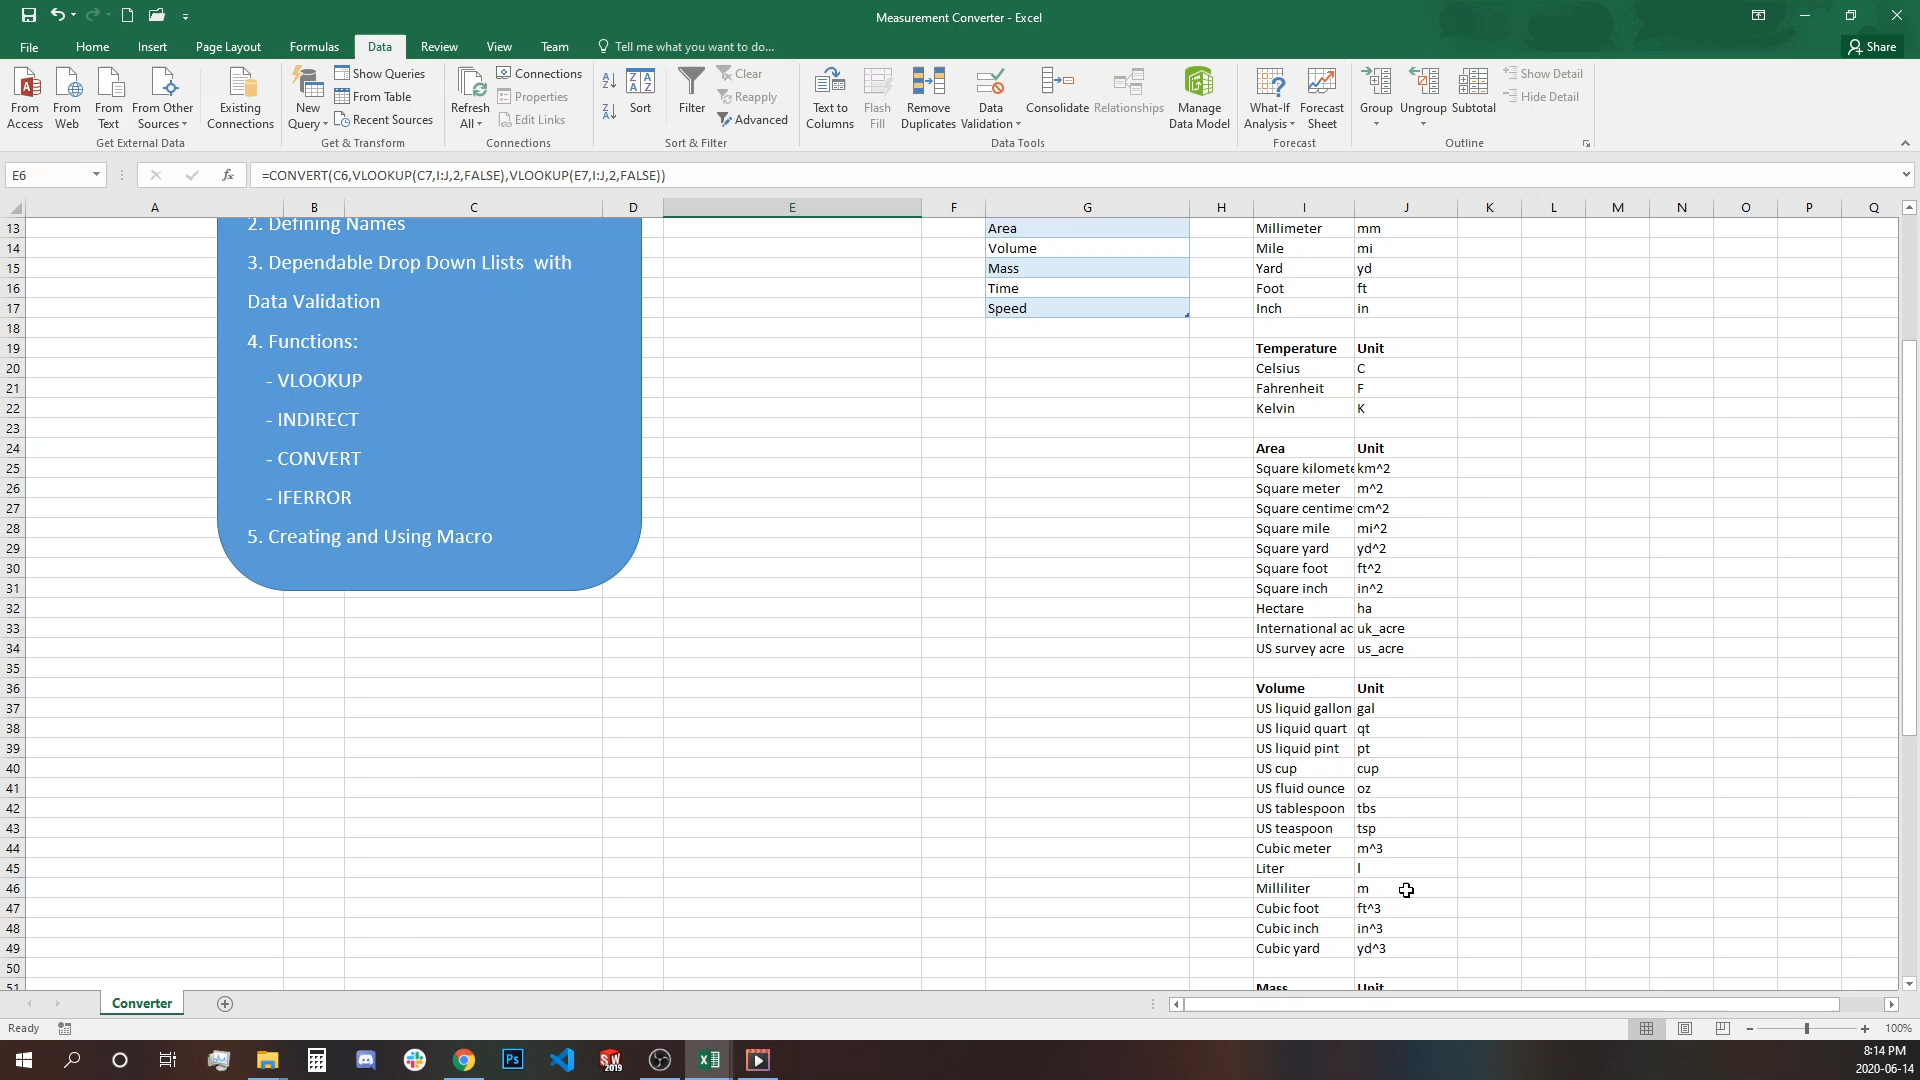 Measurement Converter - Excel
File Home Insert Page Layout Formulas Data Review View Team Tell me what you want to do... Share
From Access
From Web
From Text
From Other Sources
Existing Connections
Get External Data
New Query
Show Queries
From Table
Recent Sources
Get & Transform
Refresh All
Connections
Properties
Edit Links
Connections
Sort
Filter
Clear
Reapply
Advanced
Sort & Filter
Text to Columns
Flash Fill
Remove Duplicates
Data Validation
Consolidate
Relationships
Manage Data Model
Data Tools
What-If Analysis
Forecast Sheet
Forecast
Group
Ungroup
Subtotal
Show Detail
Hide Detail
Outline
E6 fx =CONVERT(C6,VLOOKUP(C7,I:J,2,FALSE),VLOOKUP(E7,I:J,2,FALSE))
A B C D E F G H I J K L M N O P Q
2. Defining Names
3. Dependable Drop Down Llists with
Data Validation
4. Functions:
- VLOOKUP
- INDIRECT
- CONVERT
- IFERROR
5. Creating and Using Macro
13 Area Millimeter mm
14 Volume Mile mi
15 Mass Yard yd
16 Time Foot ft
17 Speed Inch in
18
19 Temperature Unit
20 Celsius C
21 Fahrenheit F
22 Kelvin K
23
24 Area Unit
25 Square kilomete km^2
26 Square meter m^2
27 Square centime cm^2
28 Square mile mi^2
29 Square yard yd^2
30 Square foot ft^2
31 Square inch in^2
32 Hectare ha
33 International ac uk_acre
34 US survey acre us_acre
35
36 Volume Unit
37 US liquid gallon gal
38 US liquid quart qt
39 US liquid pint pt
40 US cup cup
41 US fluid ounce oz
42 US tablespoon tbs
43 US teaspoon tsp
44 Cubic meter m^3
45 Liter l
46 Milliliter m
47 Cubic foot ft^3
48 Cubic inch in^3
49 Cubic yard yd^3
50
51 Mass Unit
Converter
Ready 100%
Ps
SW 2019
8:14 PM
2020-06-14